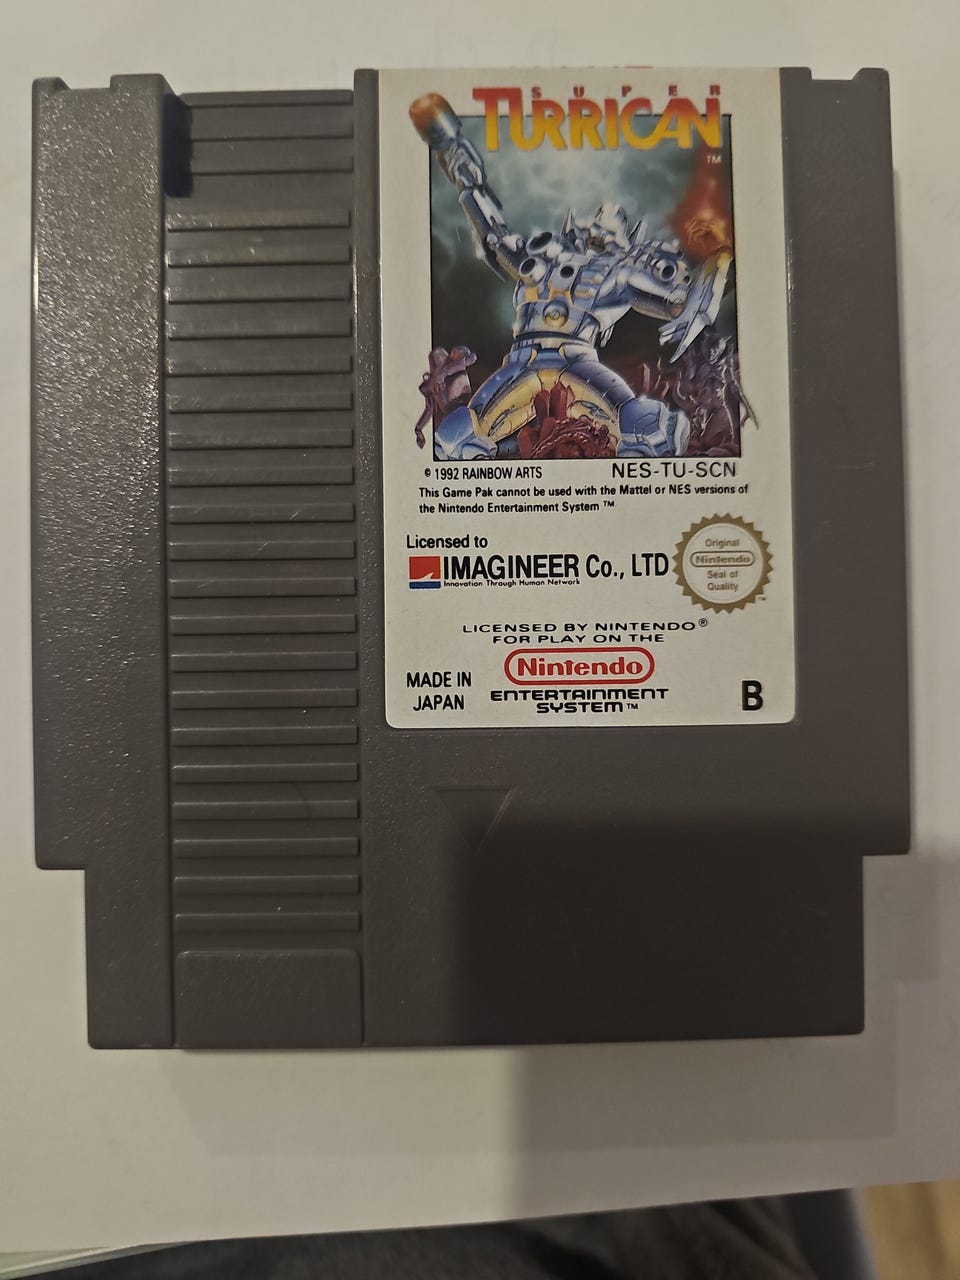 SUPER
TURRICAN
TM
© 1992 RAINBOW ARTS
NES-TU-SCN
This Game Pak cannot be used with the Mattel or NES versions of
the Nintendo Entertainment System ™
Licensed to
IMAGINEER Co., LTD
Innovation Through Human Network
Original
Nintendo
Seal of
Quality
TM
LICENSED BY NINTENDO®
FOR PLAY ON THE
Nintendo
ENTERTAINMENT
SYSTEM™
MADE IN
JAPAN
B